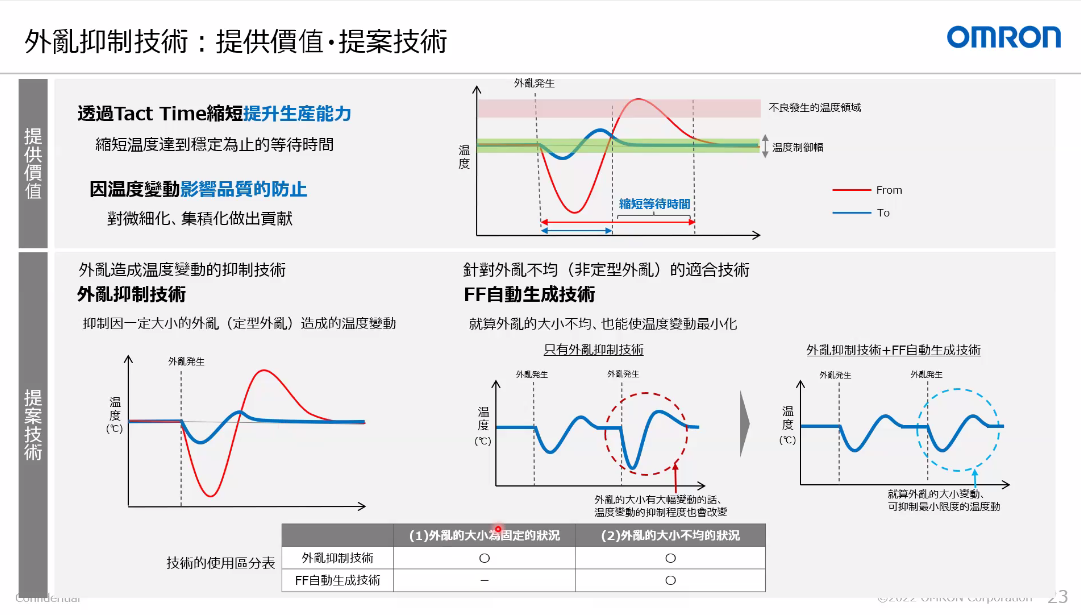 外亂抑制技術：提供價值・提案技術
OMRON
提供價值
透過Tact Time縮短提升生產能力
縮短温度達到穩定為止的等待時間
因温度變動影響品質的防止
對微細化、集積化做出貢獻
外亂発生
不良發生的温度領域
温度
温度制御幅
縮短等待時間
From
To
提案技術
外亂造成温度變動的抑制技術
外亂抑制技術
抑制因一定大小的外亂（定型外亂）造成的温度變動
外亂発生
温度
(℃)
針對外亂不均（非定型外亂）的適合技術
FF自動生成技術
就算外亂的大小不均、也能使温度變動最小化
只有外亂抑制技術
外亂発生
外亂発生
温度
(℃)
外亂的大小有大幅變動的話、
温度變動的抑制程度也會改變
外亂抑制技術+FF自動生成技術
外亂発生
外亂発生
温度
(℃)
就算外亂的大小變動、
可抑制最小限度的温度動
技術的使用區分表
(1)外亂的大小為固定的狀況
(2)外亂的大小不均的狀況
外亂抑制技術
○
○
FF自動生成技術
－
○
Confidential
©2022 OMRON Corporation
23